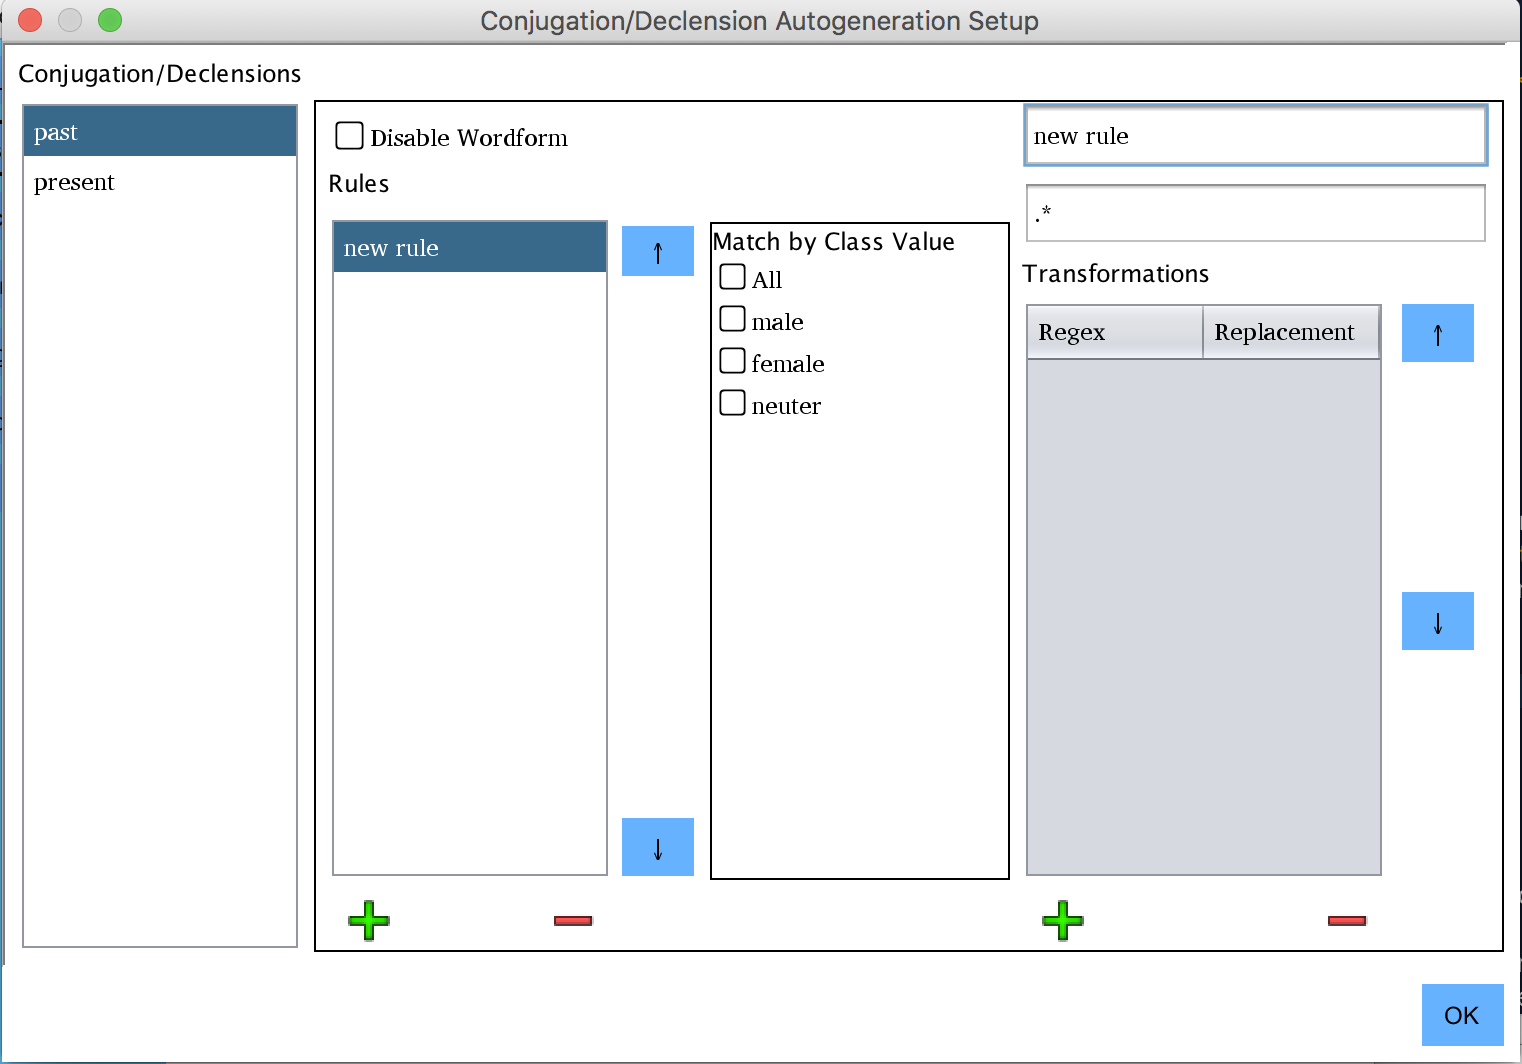 Conjugation/Declension Autogeneration Setup
Conjugation/Declensions
past
present
Disable Wordform
Rules
new rule
↑
↓
Match by Class Value
All
male
female
neuter
new rule
.*
Transformations
Regex Replacement
↑
↓
OK